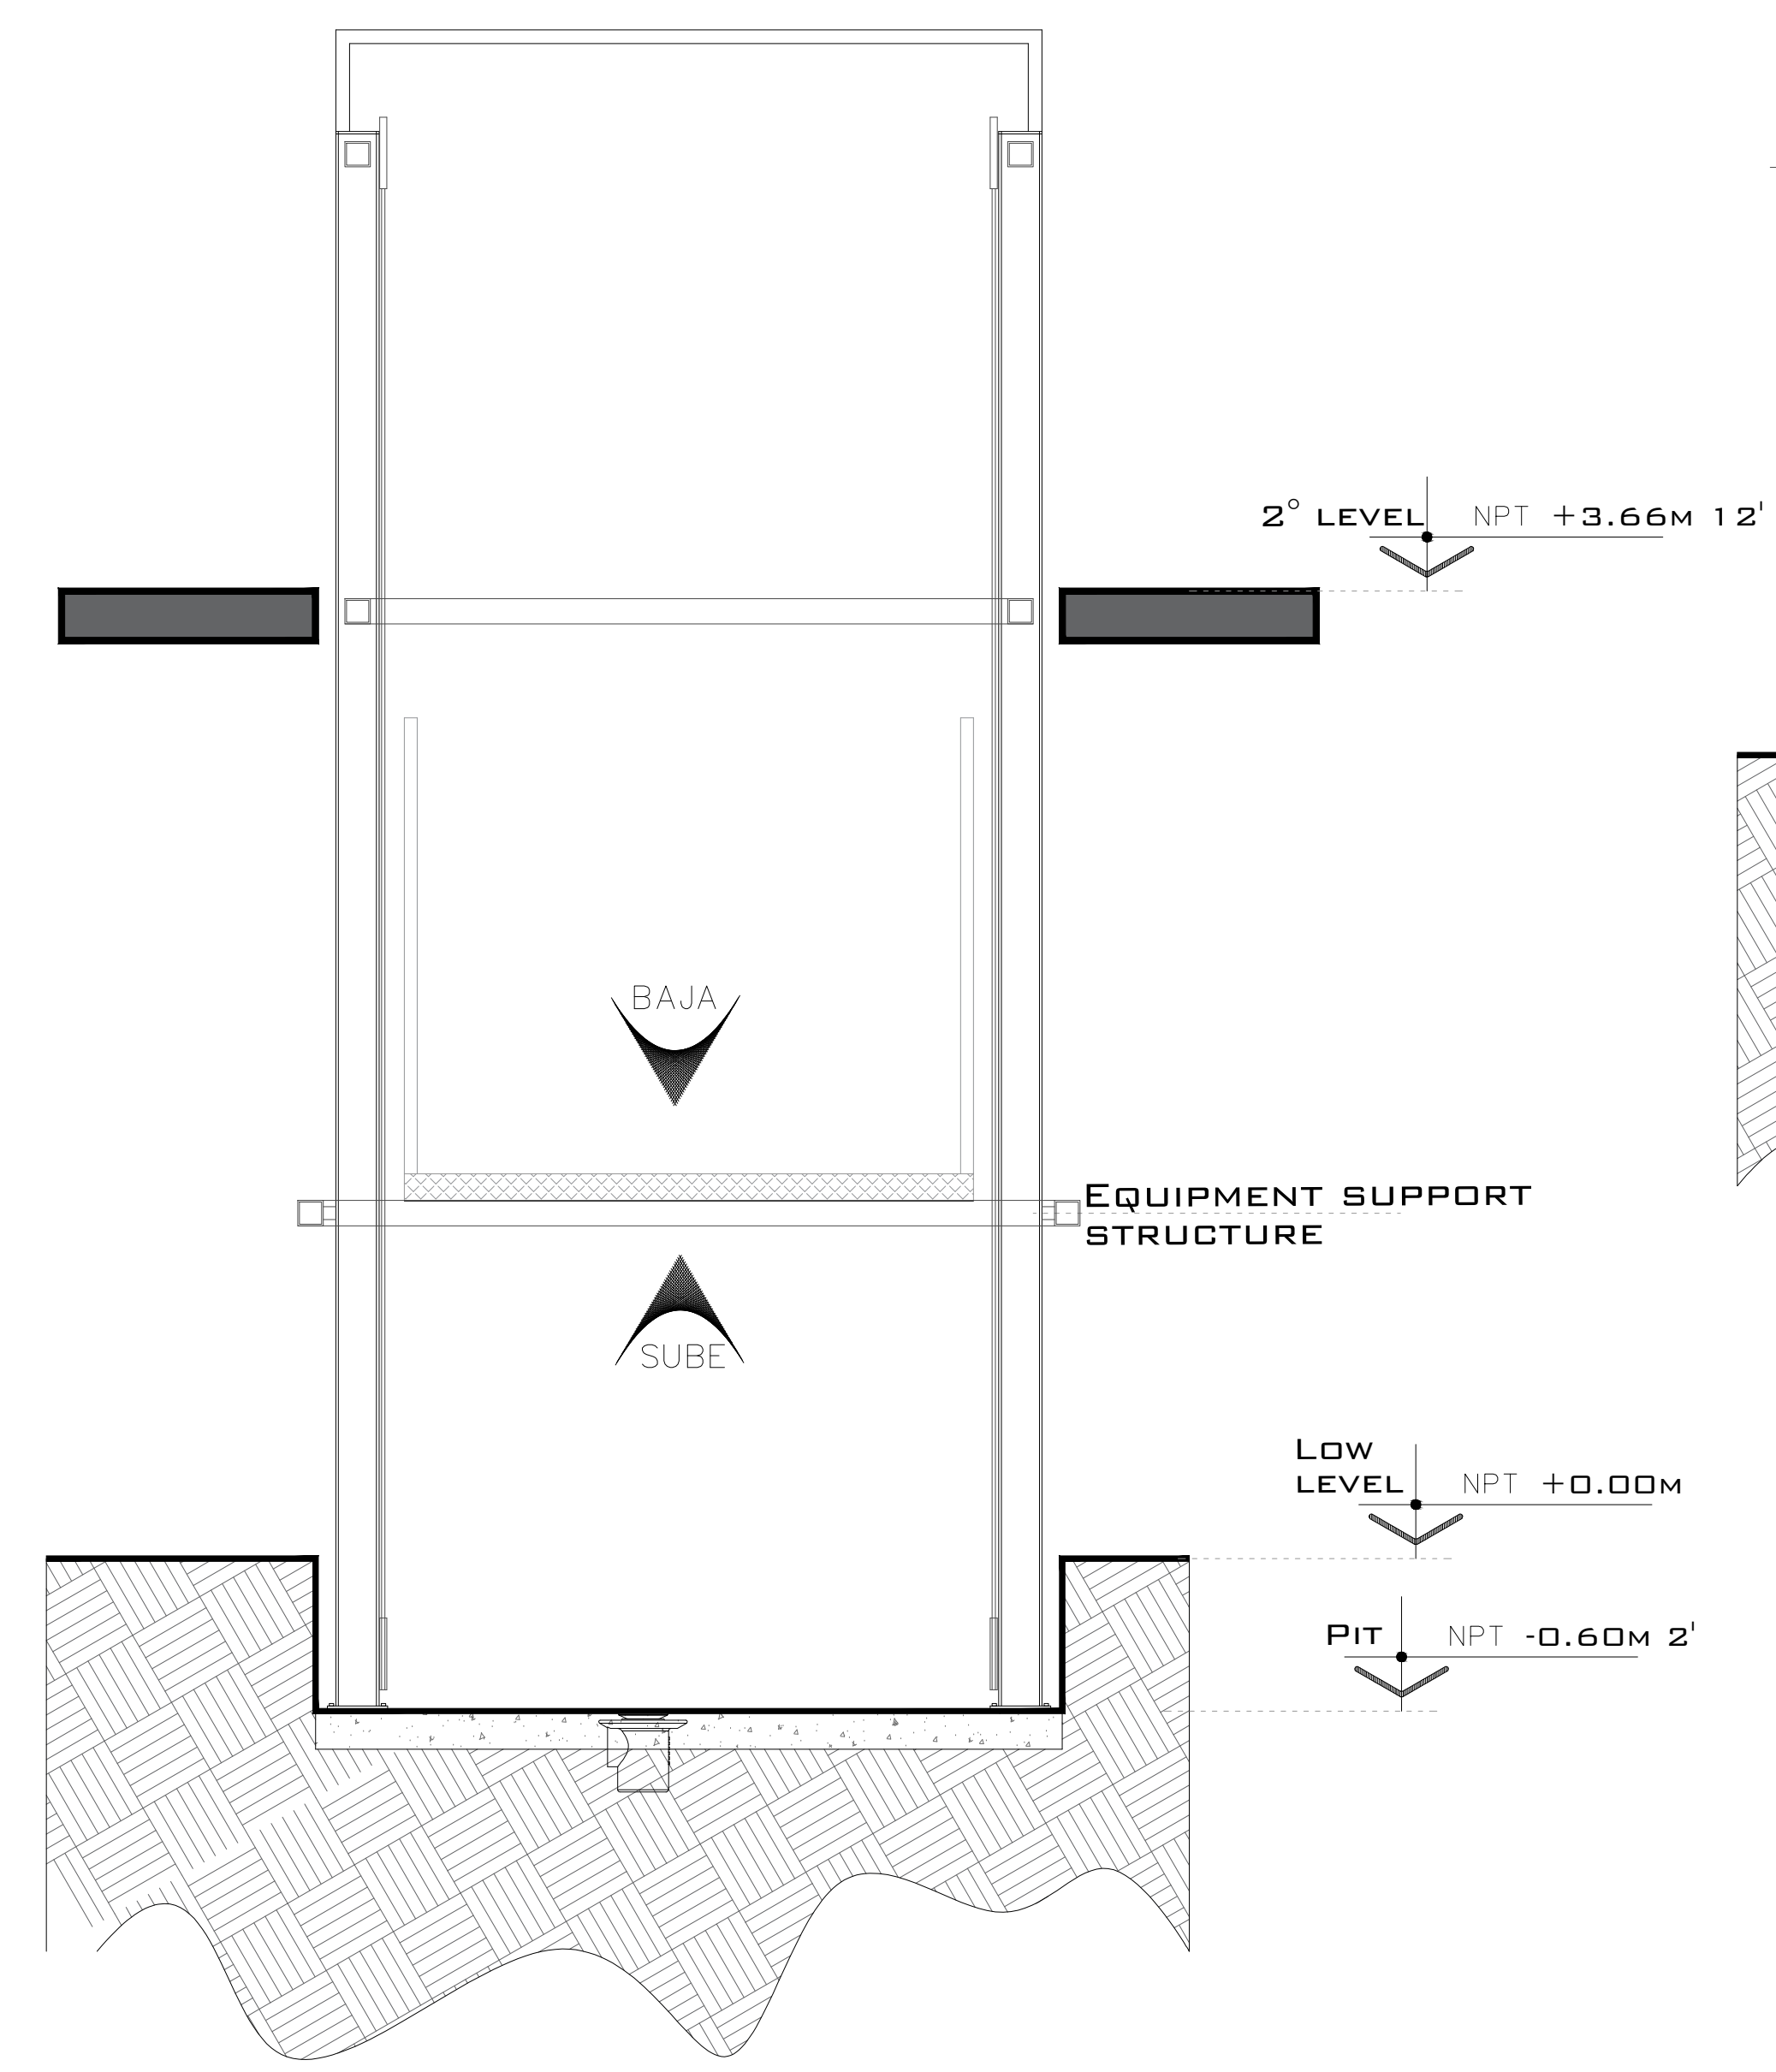 2° LEVEL NPT +3.66M 12'
BAJA
EQUIPMENT SUPPORT
STRUCTURE
SUBE
LOW
LEVEL NPT +0.00M
PIT NPT -0.60M 2'